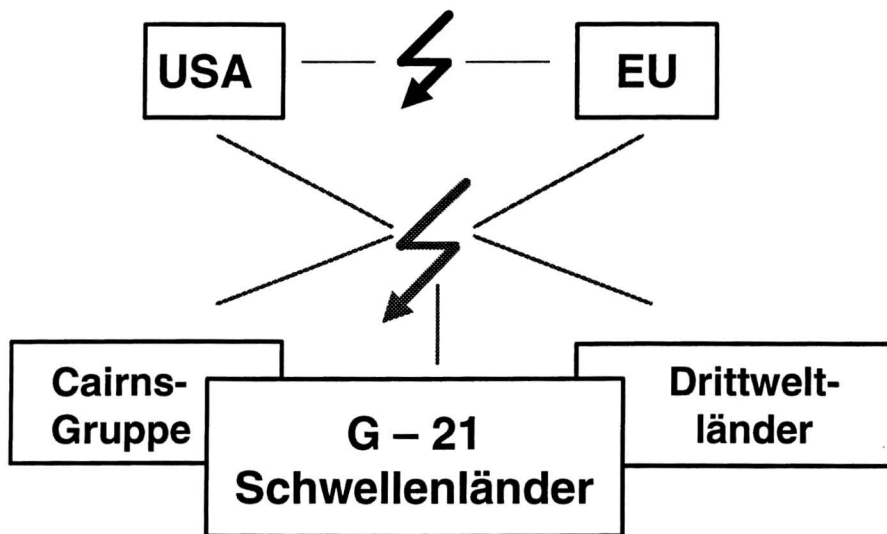 USA
EU
Cairns-
Gruppe
G – 21
Schwellenländer
Drittwelt-
länder